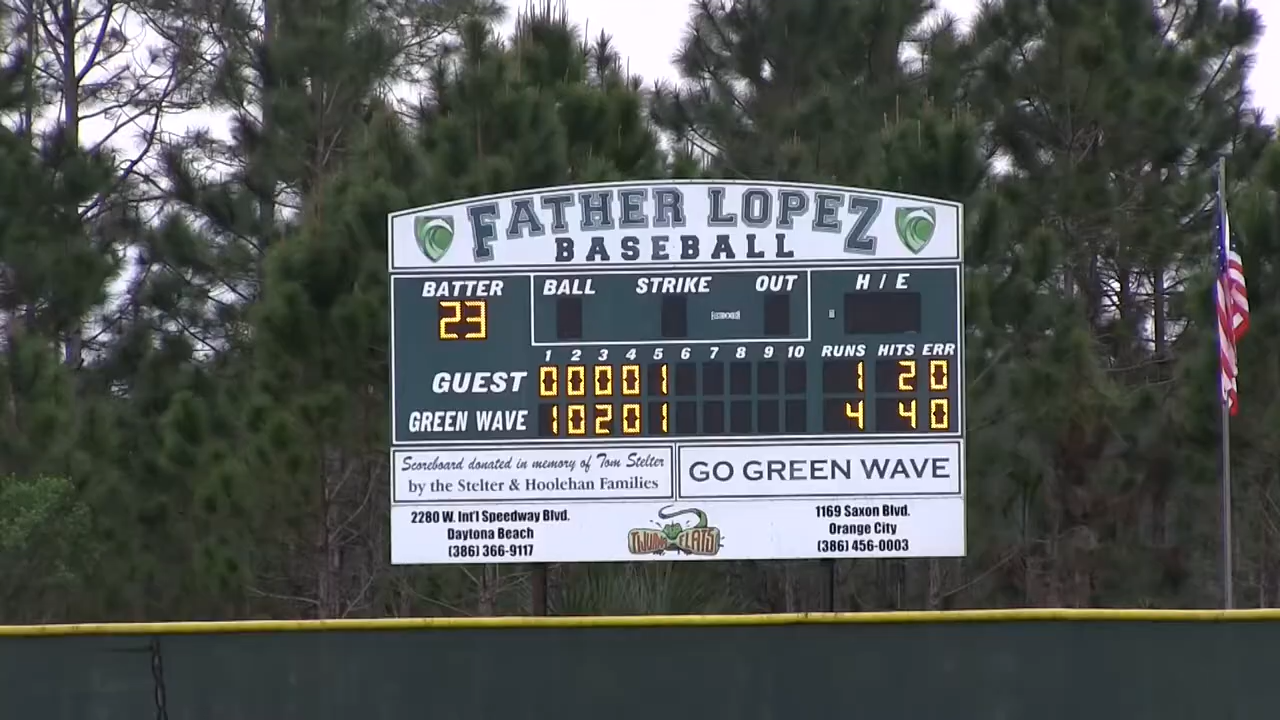 FATHER LOPEZ
BASEBALL
BATTER BALL STRIKE OUT H / E
23
1 2 3 4 5 6 7 8 9 10 RUNS HITS ERR
GUEST 0 0 0 0 1 1 2 0
GREEN WAVE 1 0 2 0 1 4 4 0
Scoreboard donated in memory of Tom Stelter
by the Stelter & Hoolehan Families
GO GREEN WAVE
2280 W. Int'l Speedway Blvd.
Daytona Beach
(386) 366-9117
TIJUANA FLATS
1169 Saxon Blvd.
Orange City
(386) 456-0003